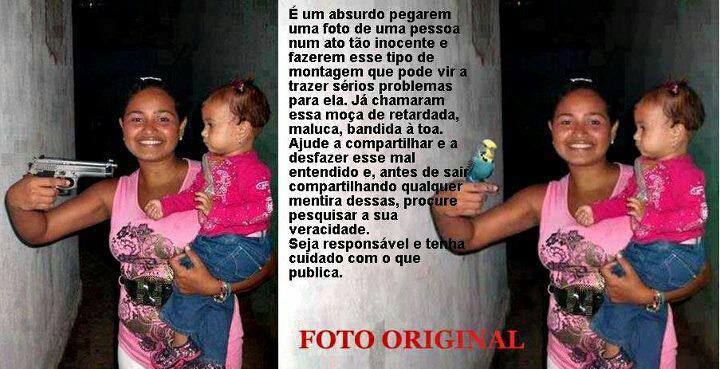 É um absurdo pegarem
uma foto de uma pessoa
num ato tão inocente e
fazerem esse tipo de
montagem que pode vir a
trazer sérios problemas
para ela. Já chamaram
essa moça de retardada,
maluca, bandida à toa.
Ajude a compartilhar e a
desfazer esse mal
entendido e, antes de sair
compartilhando qualquer
mentira dessas, procure
pesquisar a sua
veracidade.
Seja responsável e tenha
cuidado com o que
publica.
FOTO ORIGINAL